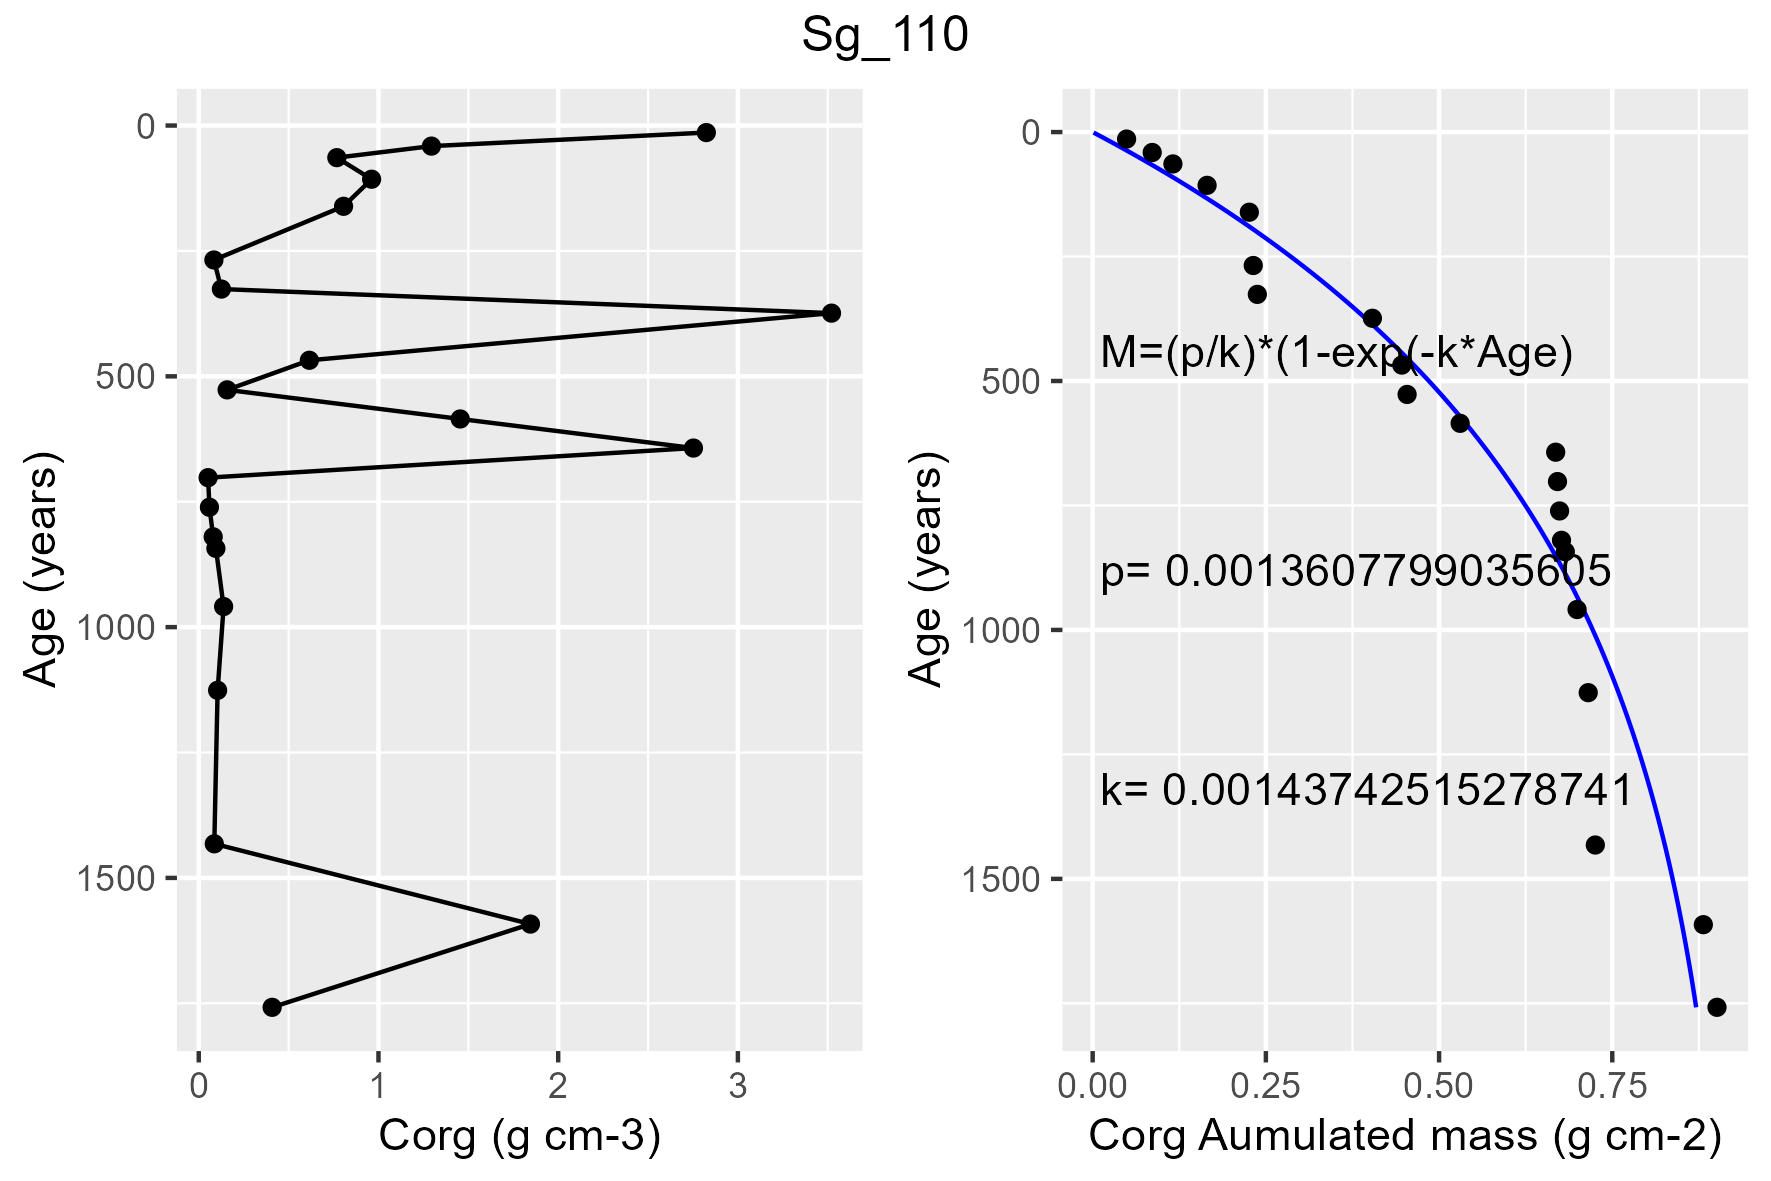 Sg_110
0
500
1000
1500
Age (years)
0
1
2
3
Corg (g cm-3)
0
500
1000
1500
Age (years)
M=(p/k)*(1-exp(-k*Age)
p= 0.0013607799035605
k= 0.00143742515278741
0.00
0.25
0.50
0.75
Corg Aumulated mass (g cm-2)